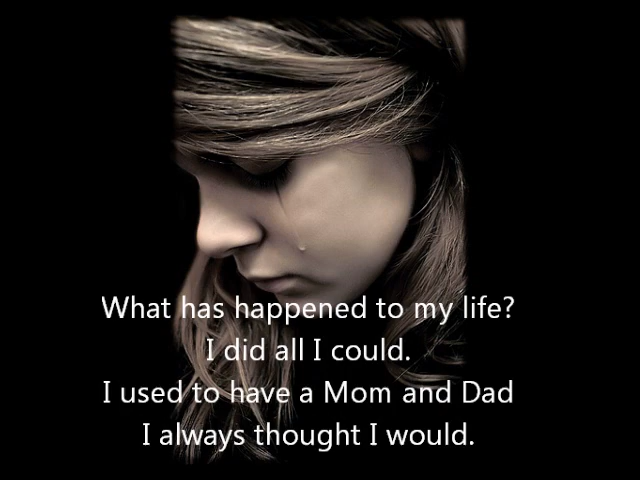 What has happened to my life?
I did all I could.
I used to have a Mom and Dad
I always thought I would.